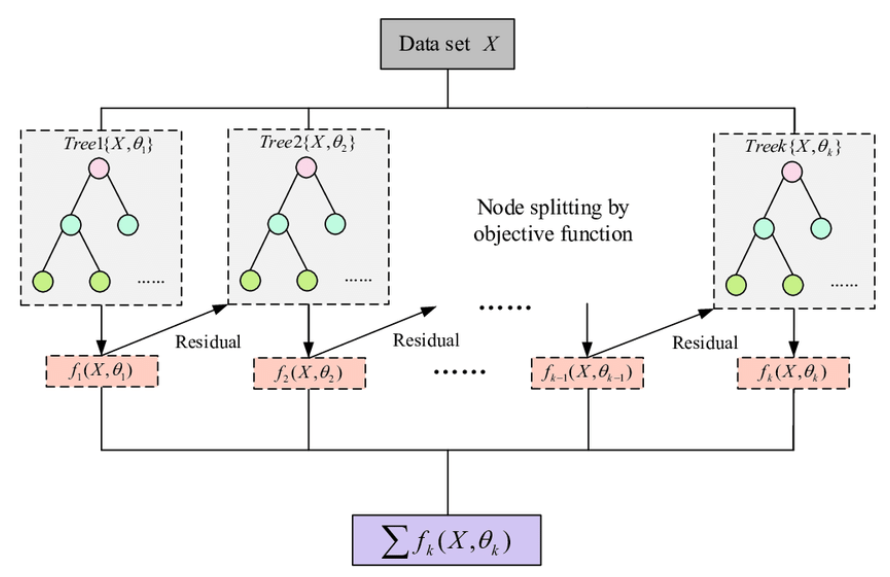 Data set X
Tree1{X,θ₁}
Tree2{X,θ₂}
Treek{X,θₖ}
Node splitting by
objective function
......
......
......
......
Residual
Residual
Residual
f₁(X,θ₁)
f₂(X,θ₂)
......
fₖ₋₁(X,θₖ₋₁)
fₖ(X,θₖ)
∑fₖ(X,θₖ)